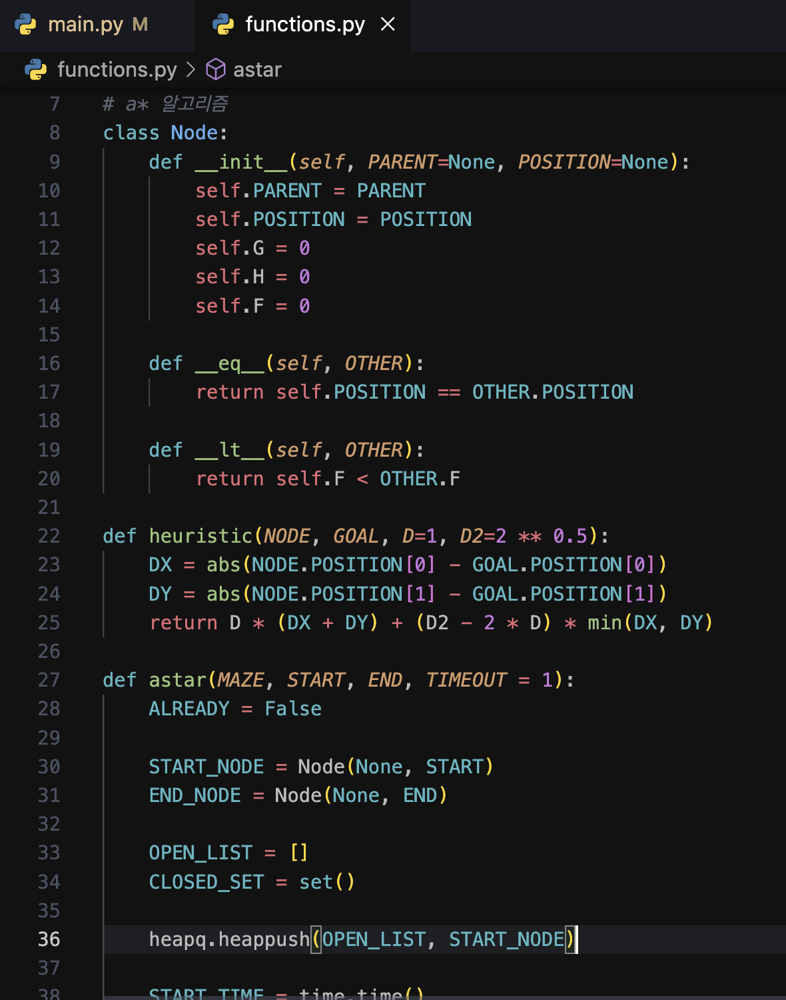 main.py M functions.py
functions.py > astar
7 # a* 알고리즘
8 class Node:
9 def __init__(self, PARENT=None, POSITION=None):
10 self.PARENT = PARENT
11 self.POSITION = POSITION
12 self.G = 0
13 self.H = 0
14 self.F = 0
15
16 def __eq__(self, OTHER):
17 return self.POSITION == OTHER.POSITION
18
19 def __lt__(self, OTHER):
20 return self.F < OTHER.F
21
22 def heuristic(NODE, GOAL, D=1, D2=2 ** 0.5):
23 DX = abs(NODE.POSITION[0] - GOAL.POSITION[0])
24 DY = abs(NODE.POSITION[1] - GOAL.POSITION[1])
25 return D * (DX + DY) + (D2 - 2 * D) * min(DX, DY)
26
27 def astar(MAZE, START, END, TIMEOUT = 1):
28 ALREADY = False
29
30 START_NODE = Node(None, START)
31 END_NODE = Node(None, END)
32
33 OPEN_LIST = []
34 CLOSED_SET = set()
35
36 heapq.heappush(OPEN_LIST, START_NODE)
37
38 START_TIME = time.time()